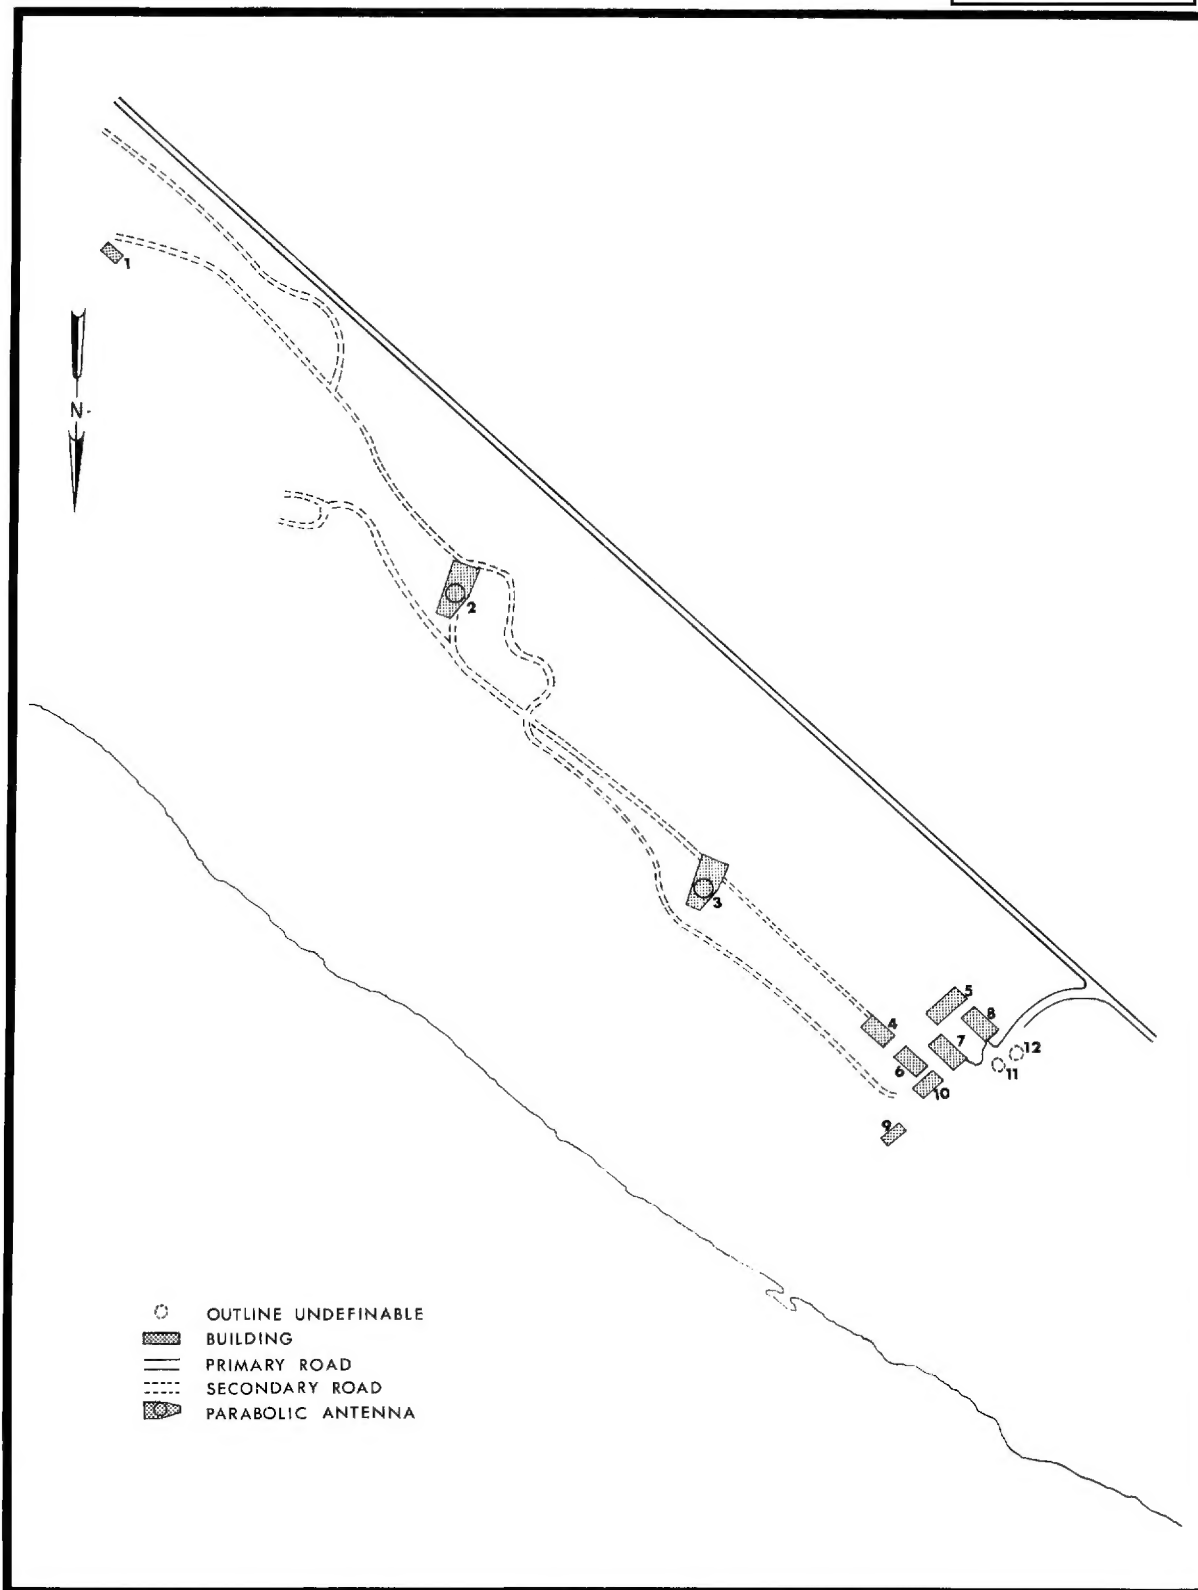 1
N
2
3
5
8
4
7
12
6
11
10
9
OUTLINE UNDEFINABLE
BUILDING
PRIMARY ROAD
SECONDARY ROAD
PARABOLIC ANTENNA